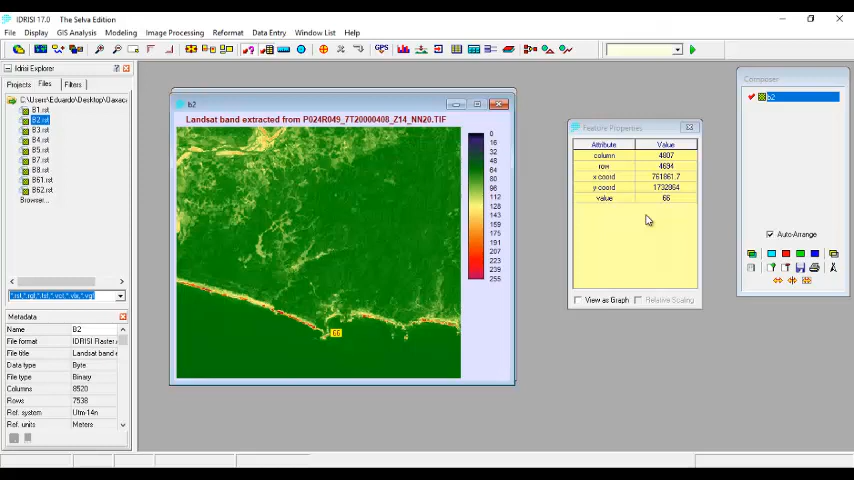 IDRISI 17.0    The Selva Edition
File Display GIS Analysis Modeling Image Processing Reformat Data Entry Window List Help
GPS
Idrisi Explorer
Projects Files Filters
C:\Users\Eduardo\Desktop\Oaxac
B1.rst
B2.rst
B3.rst
B4.rst
B5.rst
B7.rst
B8.rst
B61.rst
B62.rst
Browse...
Metadata
Name B2
File format IDRISI Raster A
File title Landsat band e
Data type Byte
File type Binary
Columns 8520
Rows 7538
Ref. system Utm-14n
Ref. units Meters
b2
Landsat band extracted from P024R049_7T20000408_Z14_NN20.TIF
0
16
32
48
64
80
96
112
128
143
159
175
191
207
223
239
255
66
Feature Properties
Attribute Value
column 4807
row 4694
x coord 761861.7
y coord 1732864
value 66
View as Graph Relative Scaling
Composer
b2
Auto-Arrange